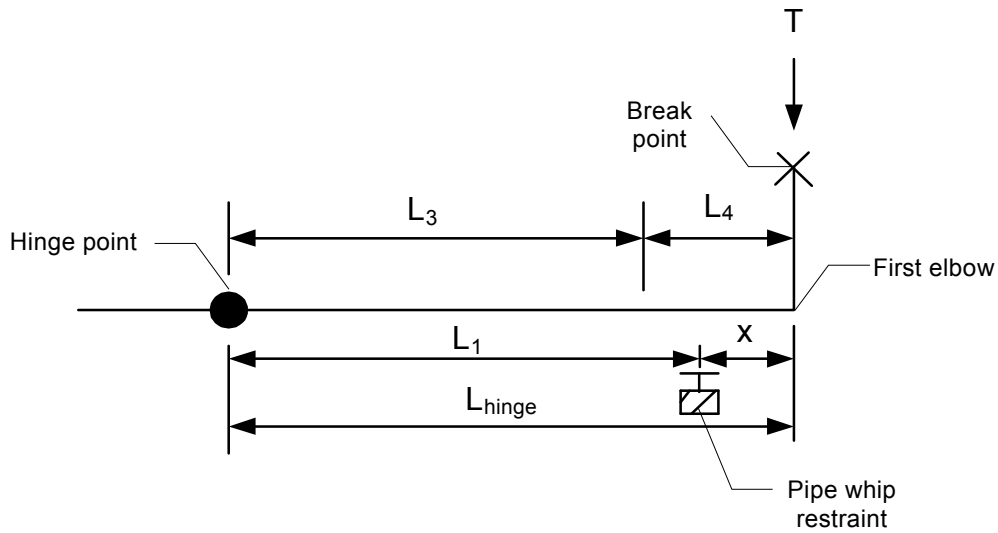 T
Break
point
L₃
L₄
Hinge point
First elbow
L₁
x
Lhinge
Pipe whip
restraint